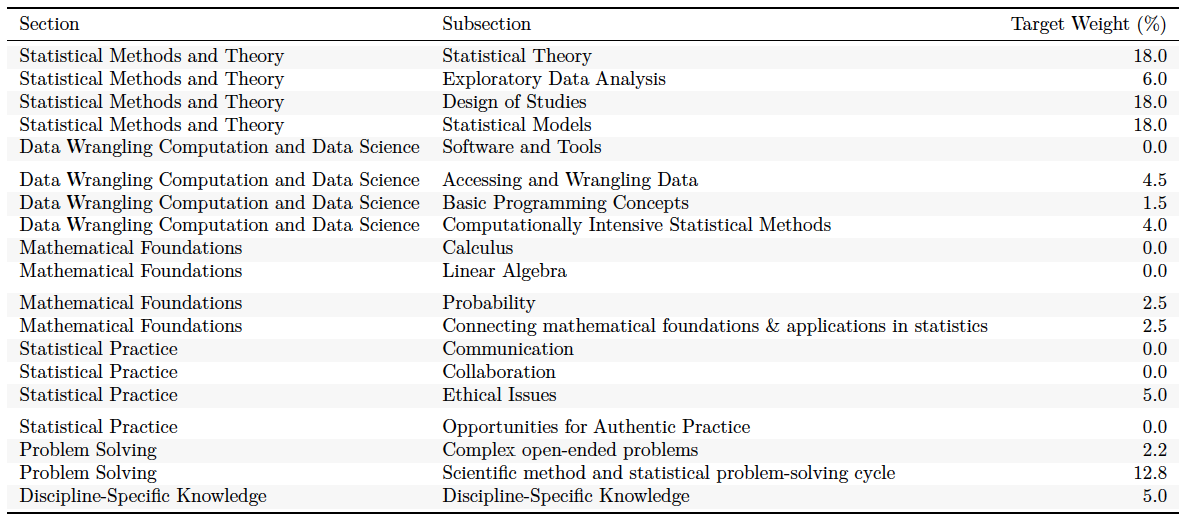 Section Subsection Target Weight (%)
Statistical Methods and Theory Statistical Theory 18.0
Statistical Methods and Theory Exploratory Data Analysis 6.0
Statistical Methods and Theory Design of Studies 18.0
Statistical Methods and Theory Statistical Models 18.0
Data Wrangling Computation and Data Science Software and Tools 0.0
Data Wrangling Computation and Data Science Accessing and Wrangling Data 4.5
Data Wrangling Computation and Data Science Basic Programming Concepts 1.5
Data Wrangling Computation and Data Science Computationally Intensive Statistical Methods 4.0
Mathematical Foundations Calculus 0.0
Mathematical Foundations Linear Algebra 0.0
Mathematical Foundations Probability 2.5
Mathematical Foundations Connecting mathematical foundations & applications in statistics 2.5
Statistical Practice Communication 0.0
Statistical Practice Collaboration 0.0
Statistical Practice Ethical Issues 5.0
Statistical Practice Opportunities for Authentic Practice 0.0
Problem Solving Complex open-ended problems 2.2
Problem Solving Scientific method and statistical problem-solving cycle 12.8
Discipline-Specific Knowledge Discipline-Specific Knowledge 5.0